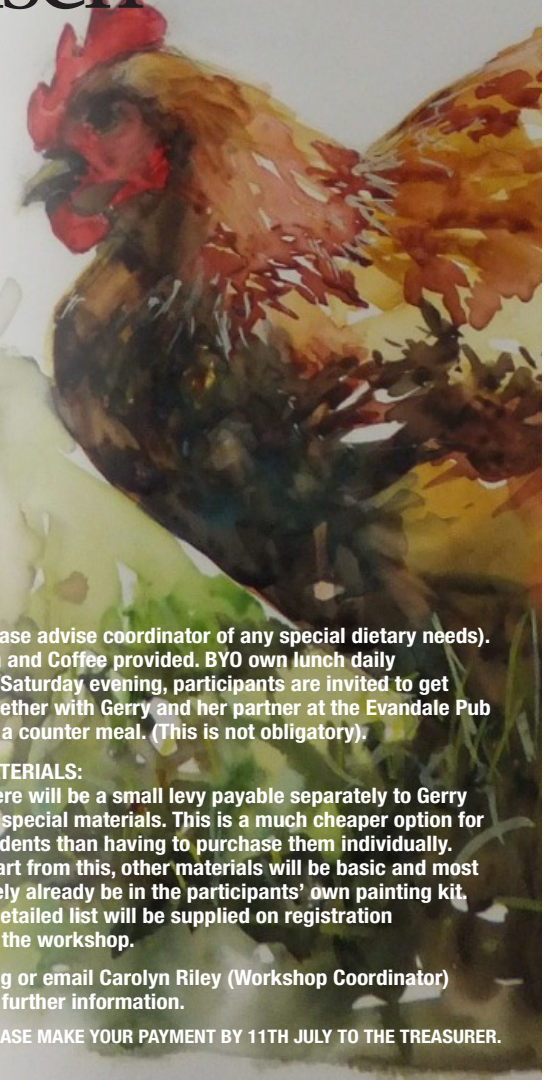 ase advise coordinator of any special dietary needs).
a and Coffee provided. BYO own lunch daily
Saturday evening, participants are invited to get
ether with Gerry and her partner at the Evandale Pub
a counter meal. (This is not obligatory).
TERIALS:
ere will be a small levy payable separately to Gerry
special materials. This is a much cheaper option for
dents than having to purchase them individually.
art from this, other materials will be basic and most
ely already be in the participants' own painting kit.
etailed list will be supplied on registration
the workshop.
g or email Carolyn Riley (Workshop Coordinator)
further information.
ASE MAKE YOUR PAYMENT BY 11TH JULY TO THE TREASURER.